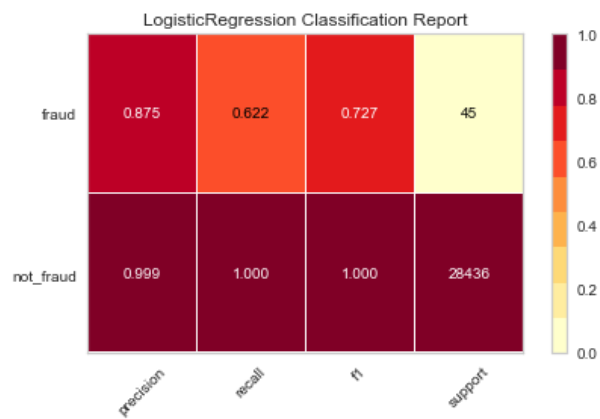 LogisticRegression Classification Report
fraud 0.875 0.622 0.727 45
not_fraud 0.999 1.000 1.000 28436
precision recall f1 support
1.0
0.8
0.6
0.4
0.2
0.0